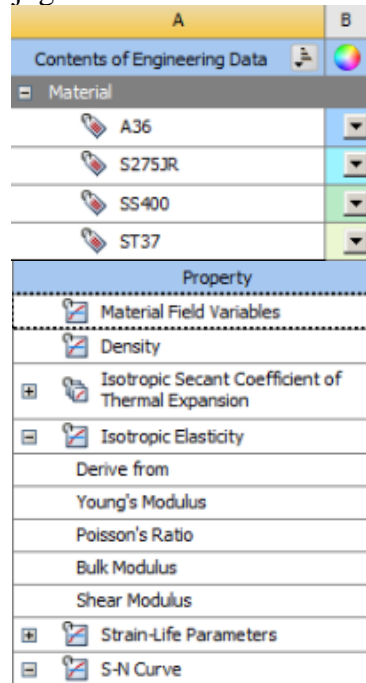 A B
Contents of Engineering Data
Material
A36
S275JR
SS400
ST37
Property
Material Field Variables
Density
Isotropic Secant Coefficient of
Thermal Expansion
Isotropic Elasticity
Derive from
Young's Modulus
Poisson's Ratio
Bulk Modulus
Shear Modulus
Strain-Life Parameters
S-N Curve